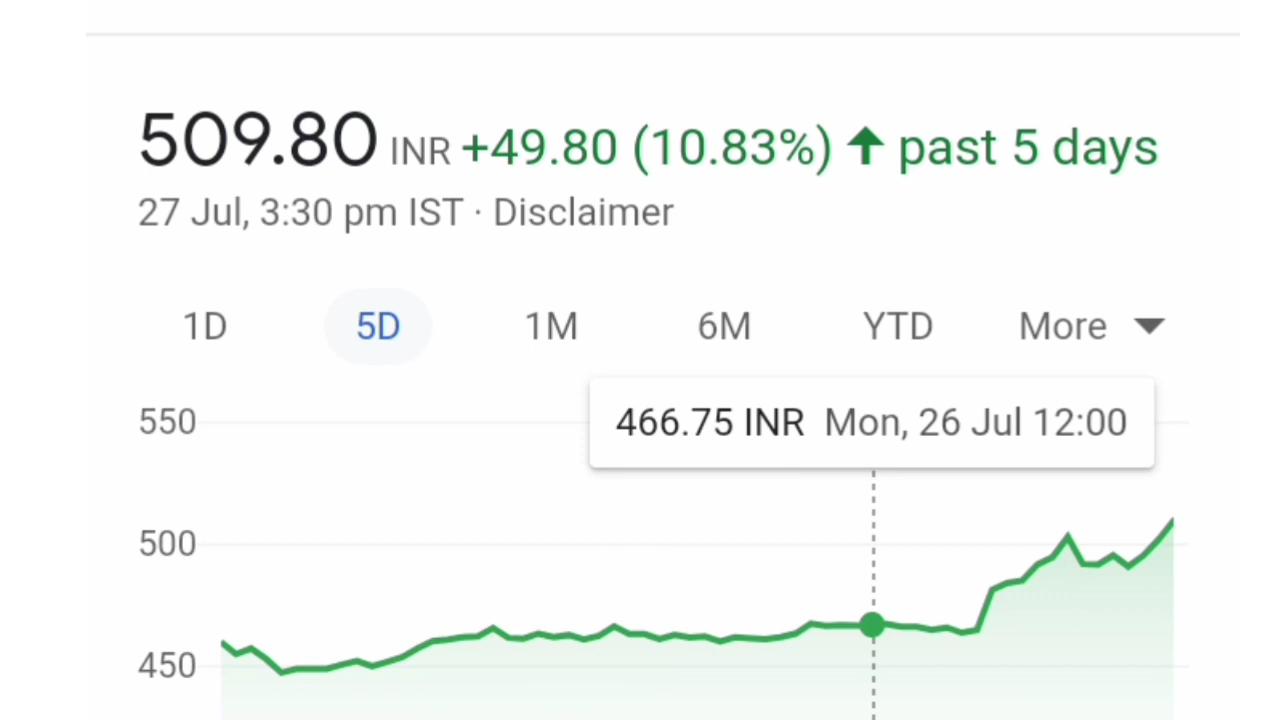 509.80 INR +49.80 (10.83%) ↑ past 5 days
27 Jul, 3:30 pm IST · Disclaimer
1D 5D 1M 6M YTD More
550
466.75 INR Mon, 26 Jul 12:00
500
450